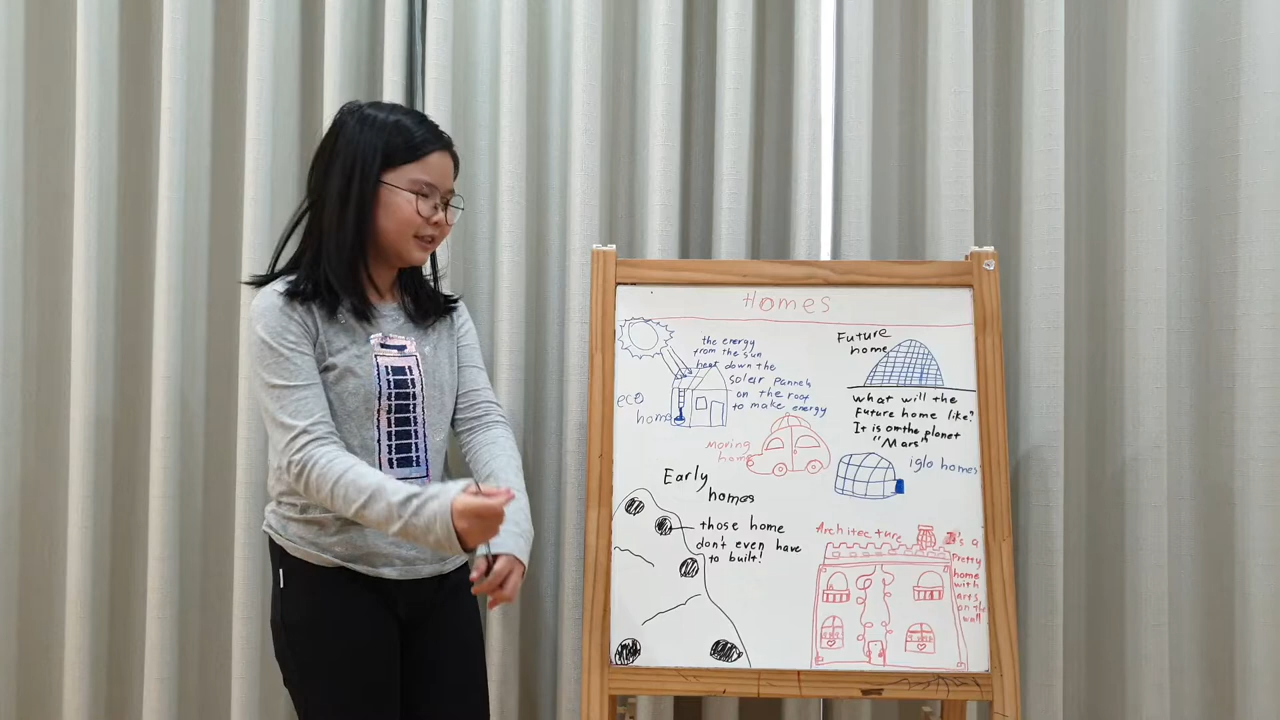 Homes
the energy
from the sun
heat down the
solar pannels
on the roof
to make energy
eco
home
Future
home
what will the
Future home like?
It is on the planet
"Mars"
moving
home
iglo homes
Early
homes
those home
don't even have
to built!
Architecture
It's a
Pretty
home
with
arts
on the
wall